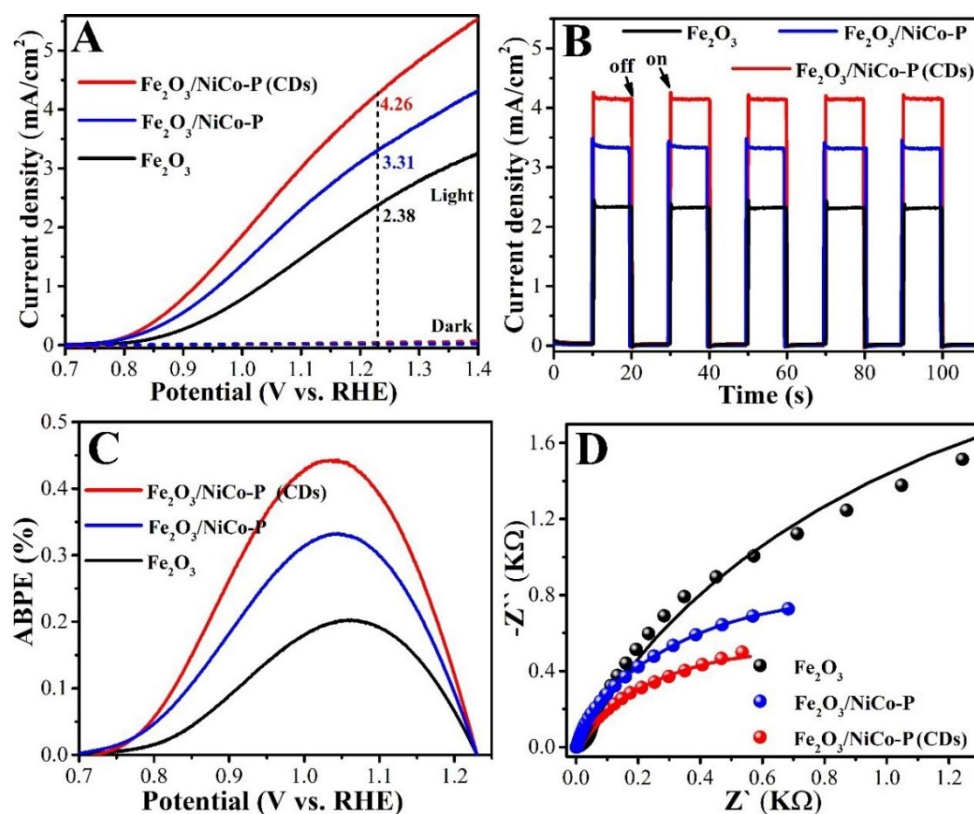 A
Current density (mA/cm²)
5
4
3
2
1
0
Fe₂O₃/NiCo-P (CDs)
Fe₂O₃/NiCo-P
Fe₂O₃
4.26
3.31
2.38
Light
Dark
0.7 0.8 0.9 1.0 1.1 1.2 1.3 1.4
Potential (V vs. RHE)
B
Current density (mA/cm²)
5
4
3
2
1
0
Fe₂O₃
Fe₂O₃/NiCo-P
Fe₂O₃/NiCo-P (CDs)
off
on
0 20 40 60 80 100
Time (s)
C
ABPE (%)
0.5
0.4
0.3
0.2
0.1
0.0
Fe₂O₃/NiCo-P (CDs)
Fe₂O₃/NiCo-P
Fe₂O₃
0.7 0.8 0.9 1.0 1.1 1.2
Potential (V vs. RHE)
D
-Z`` (KΩ)
1.6
1.2
0.8
0.4
0.0
Fe₂O₃
Fe₂O₃/NiCo-P
Fe₂O₃/NiCo-P (CDs)
0.0 0.2 0.4 0.6 0.8 1.0 1.2
Z` (KΩ)